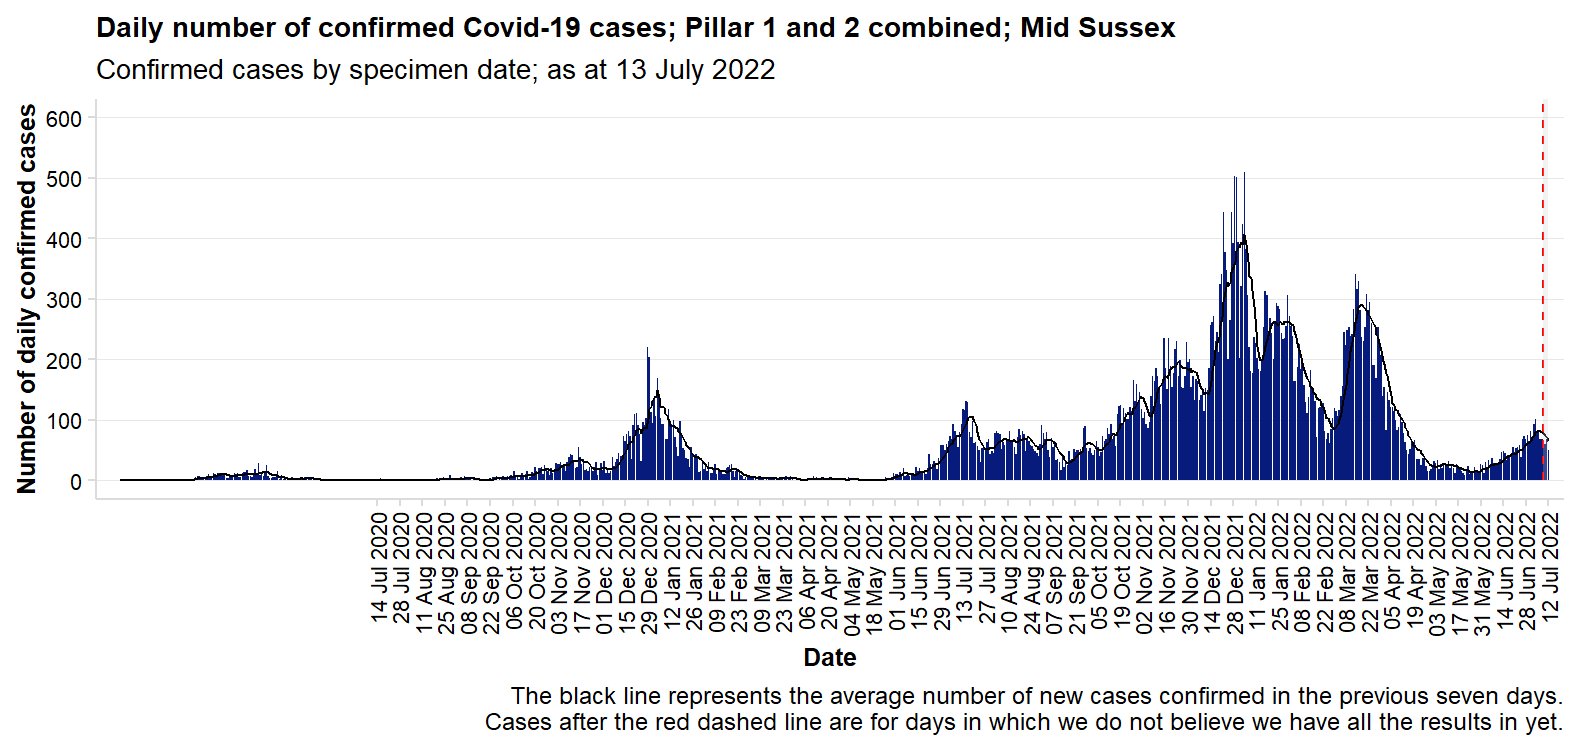 Daily number of confirmed Covid-19 cases; Pillar 1 and 2 combined; Mid Sussex
Confirmed cases by specimen date; as at 13 July 2022
Number of daily confirmed cases
600
500
400
300
200
100
0
14 Jul 2020
28 Jul 2020
11 Aug 2020
25 Aug 2020
08 Sep 2020
22 Sep 2020
06 Oct 2020
20 Oct 2020
03 Nov 2020
17 Nov 2020
01 Dec 2020
15 Dec 2020
29 Dec 2020
12 Jan 2021
26 Jan 2021
09 Feb 2021
23 Feb 2021
09 Mar 2021
23 Mar 2021
06 Apr 2021
20 Apr 2021
04 May 2021
18 May 2021
01 Jun 2021
15 Jun 2021
29 Jun 2021
13 Jul 2021
27 Jul 2021
10 Aug 2021
24 Aug 2021
07 Sep 2021
21 Sep 2021
05 Oct 2021
19 Oct 2021
02 Nov 2021
16 Nov 2021
30 Nov 2021
14 Dec 2021
28 Dec 2021
11 Jan 2022
25 Jan 2022
08 Feb 2022
22 Feb 2022
08 Mar 2022
22 Mar 2022
05 Apr 2022
19 Apr 2022
03 May 2022
17 May 2022
31 May 2022
14 Jun 2022
28 Jun 2022
12 Jul 2022
Date
The black line represents the average number of new cases confirmed in the previous seven days.
Cases after the red dashed line are for days in which we do not believe we have all the results in yet.